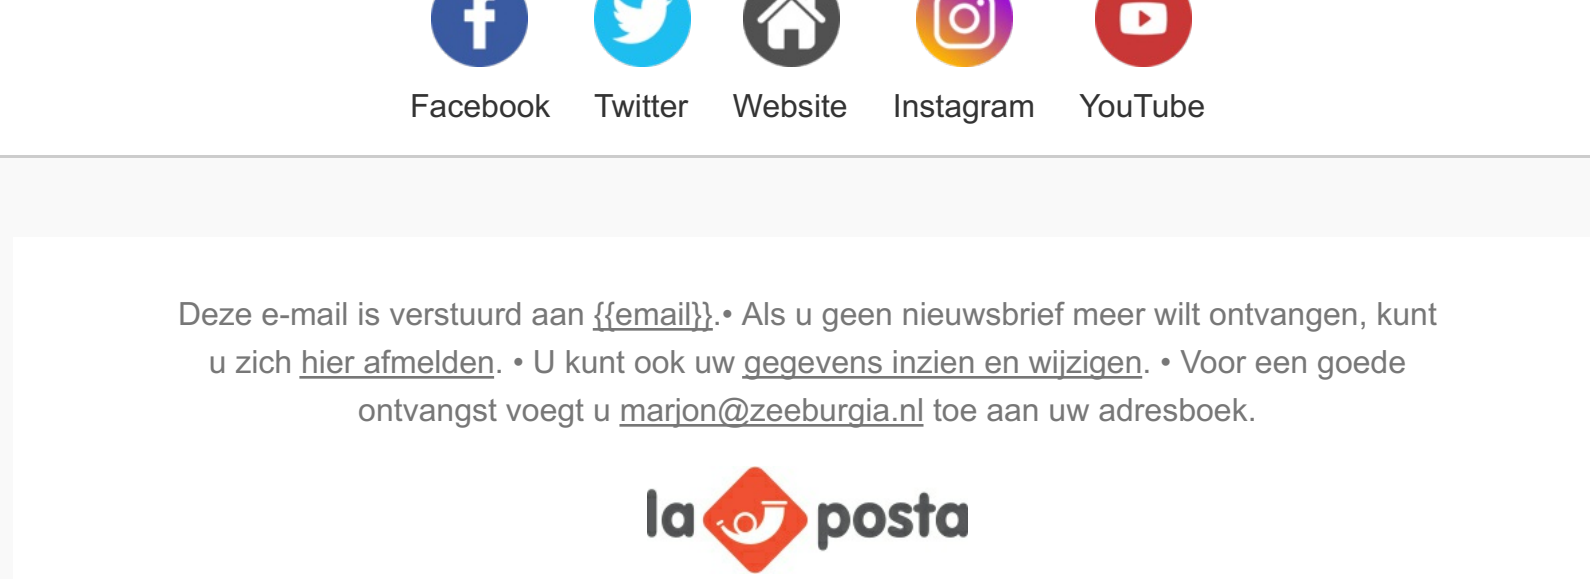 Facebook Twitter Website Instagram YouTube
Deze e-mail is verstuurd aan {{email}}.• Als u geen nieuwsbrief meer wilt ontvangen, kunt
u zich hier afmelden. • U kunt ook uw gegevens inzien en wijzigen. • Voor een goede
ontvangst voegt u marjon@zeeburgia.nl toe aan uw adresboek.
la posta